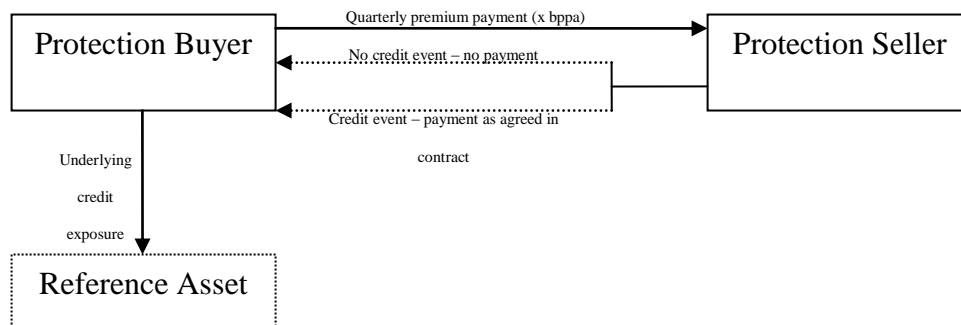 Quarterly premium payment (x bppa)
Protection Buyer
Protection Seller
No credit event – no payment
Credit event – payment as agreed in
contract
Underlying
credit
exposure
Reference Asset